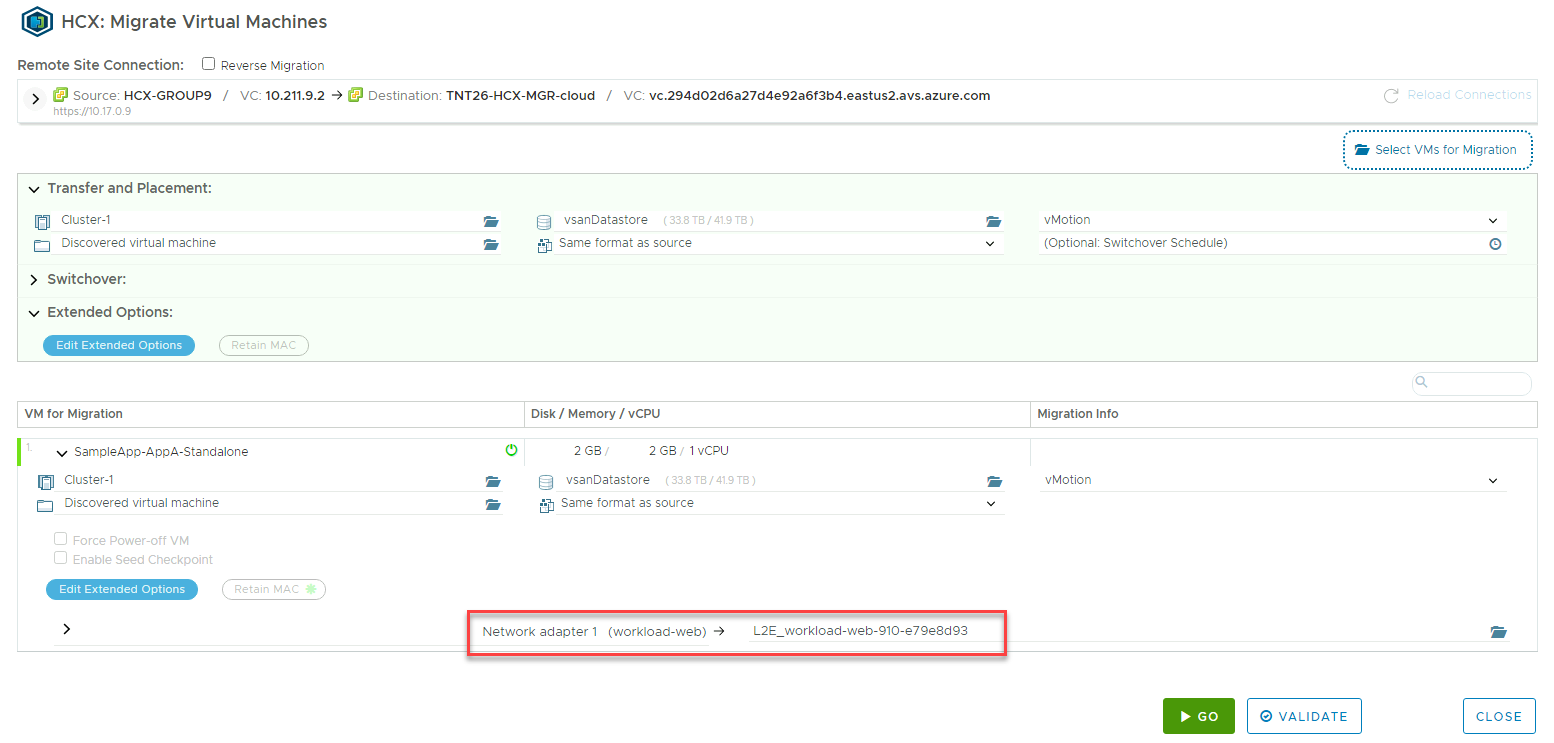 HCX: Migrate Virtual Machines
Remote Site Connection: Reverse Migration
Source: HCX-GROUP9 / VC: 10.211.9.2 → Destination: TNT26-HCX-MGR-cloud / VC: vc.294d02d6a27d4e92a6f3b4.eastus2.avs.azure.com Reload Connections
https://10.17.0.9
Select VMs for Migration
Transfer and Placement:
Cluster-1 vsanDatastore ( 33.8 TB / 41.9 TB ) vMotion
Discovered virtual machine Same format as source (Optional: Switchover Schedule)
Switchover:
Extended Options:
Edit Extended Options Retain MAC
VM for Migration Disk / Memory / vCPU Migration Info
1. SampleApp-AppA-Standalone 2 GB / 2 GB / 1 vCPU
Cluster-1 vsanDatastore ( 33.8 TB / 41.9 TB ) vMotion
Discovered virtual machine Same format as source
Force Power-off VM
Enable Seed Checkpoint
Edit Extended Options Retain MAC
Network adapter 1 (workload-web) → L2E_workload-web-910-e79e8d93
GO VALIDATE CLOSE